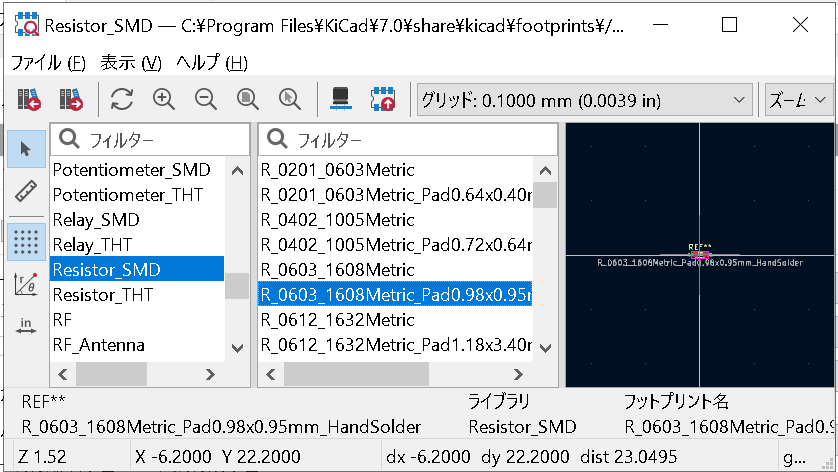 Resistor_SMD — C:¥Program Files¥KiCad¥7.0¥share¥kicad¥footprints¥/...
ファイル (F) 表示 (V) ヘルプ (H)
グリッド: 0.1000 mm (0.0039 in)
ズーム
フィルター
フィルター
Potentiometer_SMD
Potentiometer_THT
Relay_SMD
Relay_THT
Resistor_SMD
Resistor_THT
RF
RF_Antenna
R_0201_0603Metric
R_0201_0603Metric_Pad0.64x0.40r
R_0402_1005Metric
R_0402_1005Metric_Pad0.72x0.64r
R_0603_1608Metric
R_0603_1608Metric_Pad0.98x0.95r
R_0612_1632Metric
R_0612_1632Metric_Pad1.18x3.40r
r θ
in
REF**
R_0603_1608Metric_Pad0.98x0.95mm_HandSolder
REF**
R_0603_1608Metric_Pad0.98x0.95mm_HandSolder
ライブラリ
Resistor_SMD
フットプリント名
R_0603_1608Metric_Pad0.9
Z 1.52
X -6.2000 Y 22.2000
dx -6.2000 dy 22.2000 dist 23.0495
g...